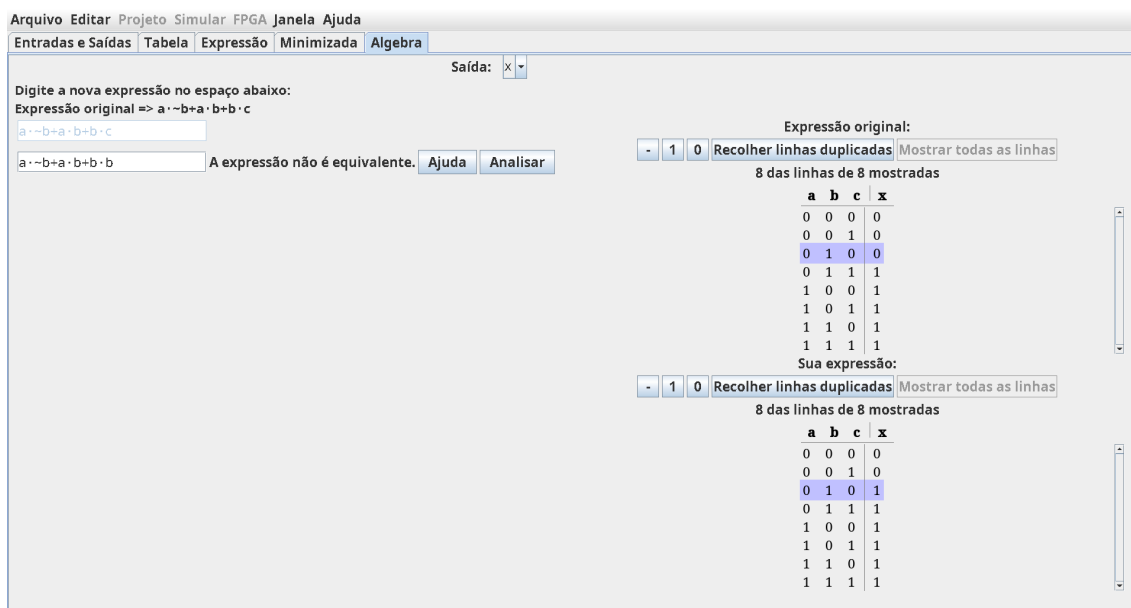 Arquivo Editar Projeto Simular FPGA Janela Ajuda
Entradas e Saídas Tabela Expressão Minimizada Algebra
Saída: x
Digite a nova expressão no espaço abaixo:
Expressão original => a·~b+a·b+b·c
a·~b+a·b+b·c
a·~b+a·b+b·b A expressão não é equivalente. Ajuda Analisar
Expressão original:
- 1 0 Recolher linhas duplicadas Mostrar todas as linhas
8 das linhas de 8 mostradas
a b c x
0 0 0 0
0 0 1 0
0 1 0 0
0 1 1 1
1 0 0 1
1 0 1 1
1 1 0 1
1 1 1 1
Sua expressão:
- 1 0 Recolher linhas duplicadas Mostrar todas as linhas
8 das linhas de 8 mostradas
a b c x
0 0 0 0
0 0 1 0
0 1 0 1
0 1 1 1
1 0 0 1
1 0 1 1
1 1 0 1
1 1 1 1